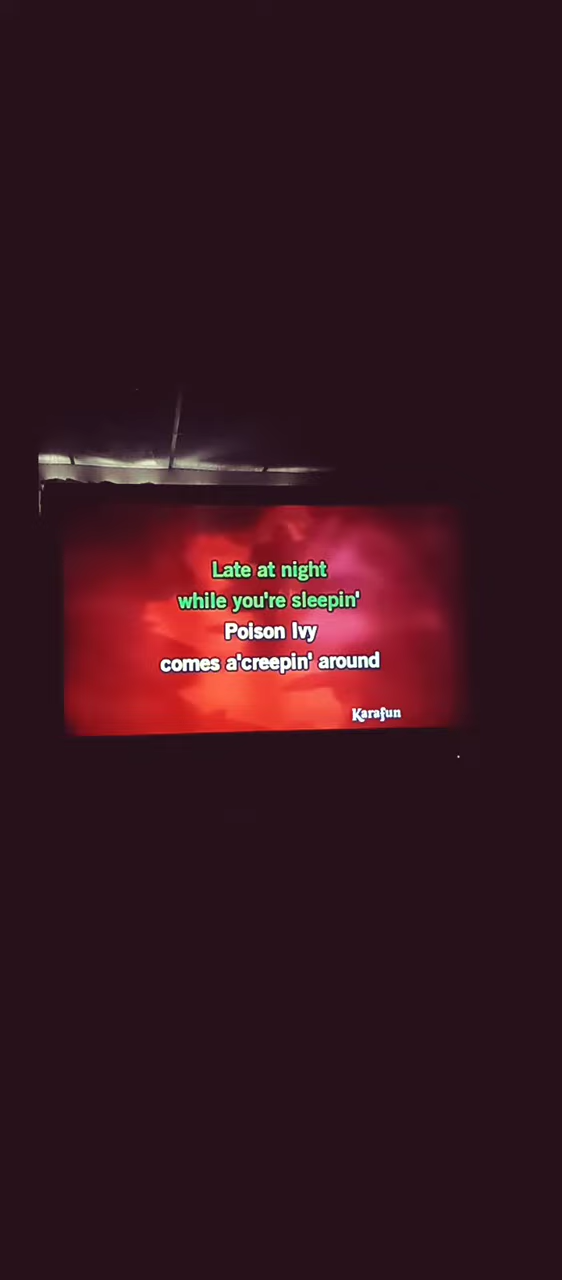 Late at night
while you're sleepin'
Poison Ivy
comes a'creepin' around
Karafun